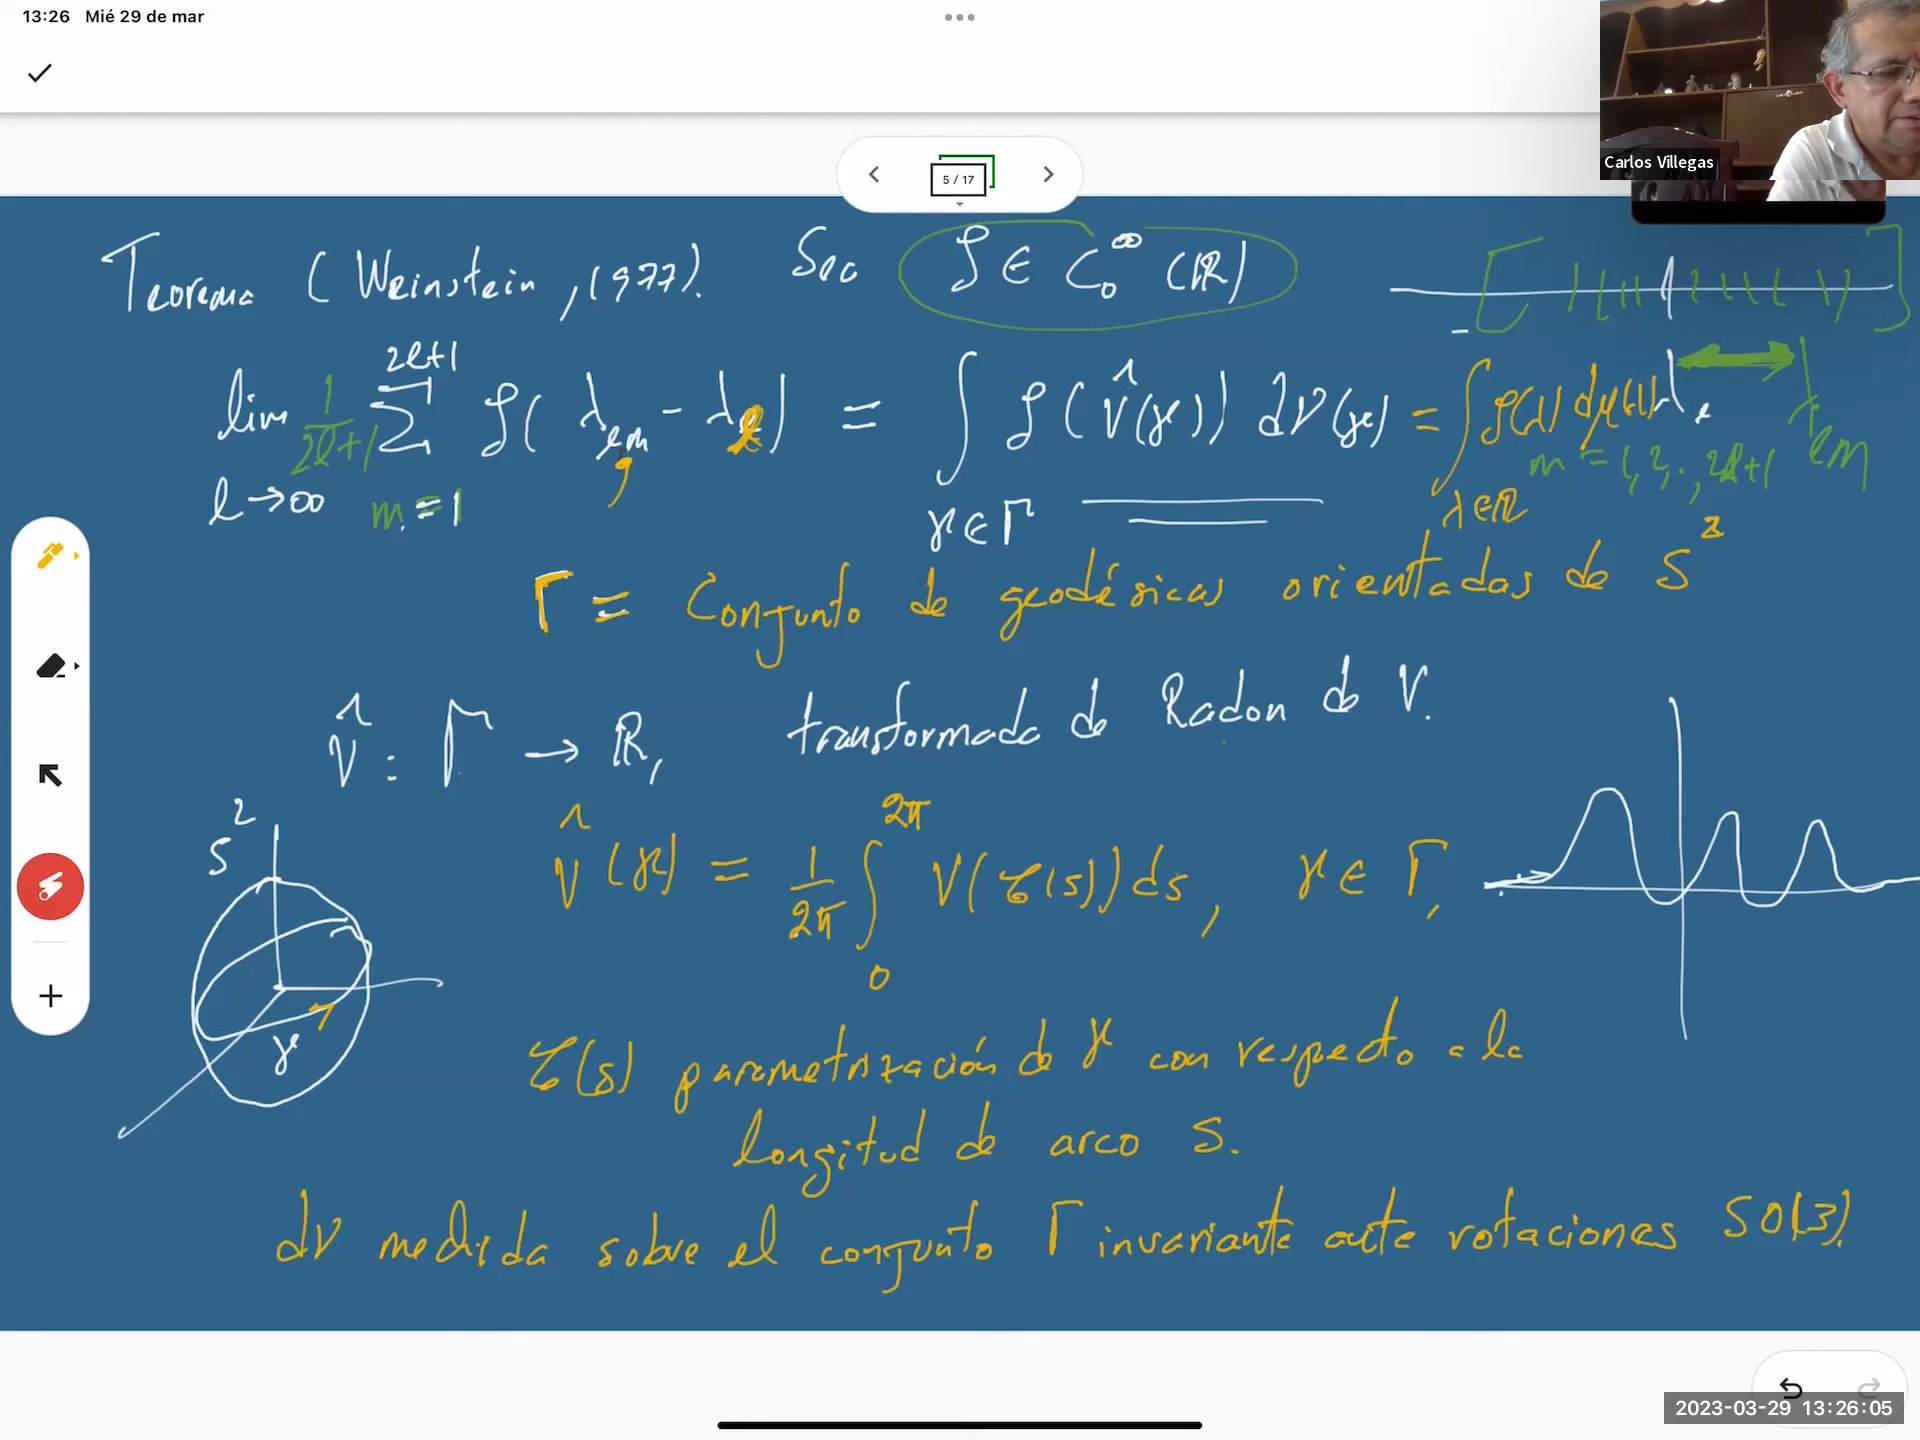 13:26 Mié 29 de mar
Carlos Villegas
5 / 17
Teorema (Weinstein, 1977). Sea ρ ∈ C₀^∞ (ℝ)
lim_{l→∞} 1/(2l+1) Σ_{m=1}^{2l+1} ρ(λ_{lm} - λ_l) = ∫_{γ∈Γ} ρ(V̂(γ)) dν(γ) = ∫_{λ∈ℝ} ρ(λ) dμ(λ)
λ_l λ_{lm}
m = 1, 2, ., 2l+1
Γ = Conjunto de geodésicas orientadas de S²
V̂ : Γ → ℝ, transformada de Radon de V.
S²
V̂(γ) = 1/2π ∫₀^{2π} V(τ(s)) ds, γ ∈ Γ,
γ
τ(s) parametrización de γ con respecto a la
longitud de arco s.
dν medida sobre el conjunto Γ invariante ante rotaciones SO(3).
2023-03-29 13:26:05